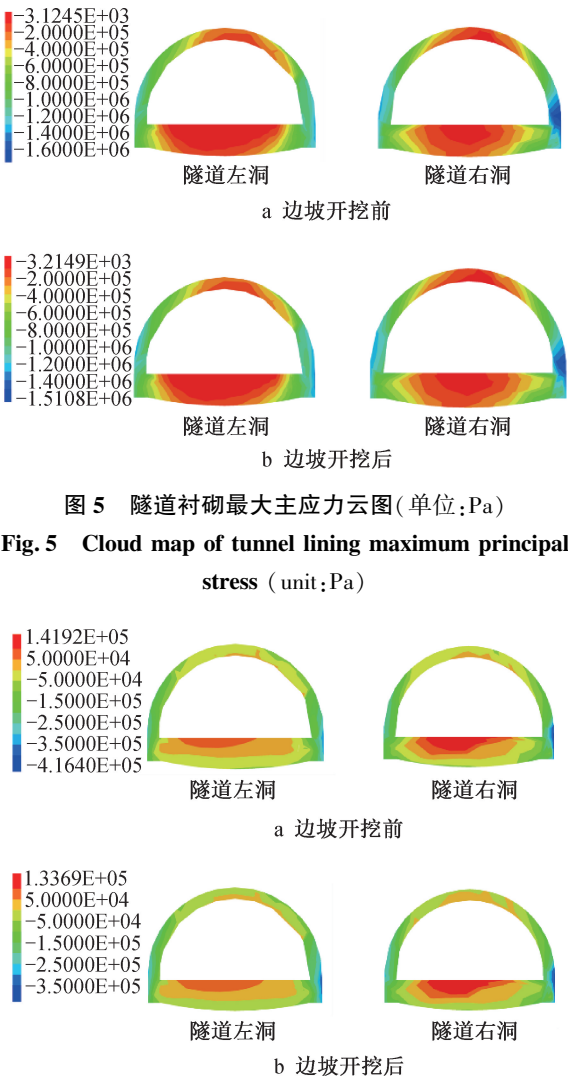 -3.1245E+03
-2.0000E+05
-4.0000E+05
-6.0000E+05
-8.0000E+05
-1.0000E+06
-1.2000E+06
-1.4000E+06
-1.6000E+06
隧道左洞 隧道右洞
a 边坡开挖前
-3.2149E+03
-2.0000E+05
-4.0000E+05
-6.0000E+05
-8.0000E+05
-1.0000E+06
-1.2000E+06
-1.4000E+06
-1.5108E+06
隧道左洞 隧道右洞
b 边坡开挖后
图 5 隧道衬砌最大主应力云图(单位:Pa)
Fig. 5 Cloud map of tunnel lining maximum principal
stress (unit:Pa)
1.4192E+05
5.0000E+04
-5.0000E+04
-1.5000E+05
-2.5000E+05
-3.5000E+05
-4.1640E+05
隧道左洞 隧道右洞
a 边坡开挖前
1.3369E+05
5.0000E+04
-5.0000E+04
-1.5000E+05
-2.5000E+05
-3.5000E+05
隧道左洞 隧道右洞
b 边坡开挖后